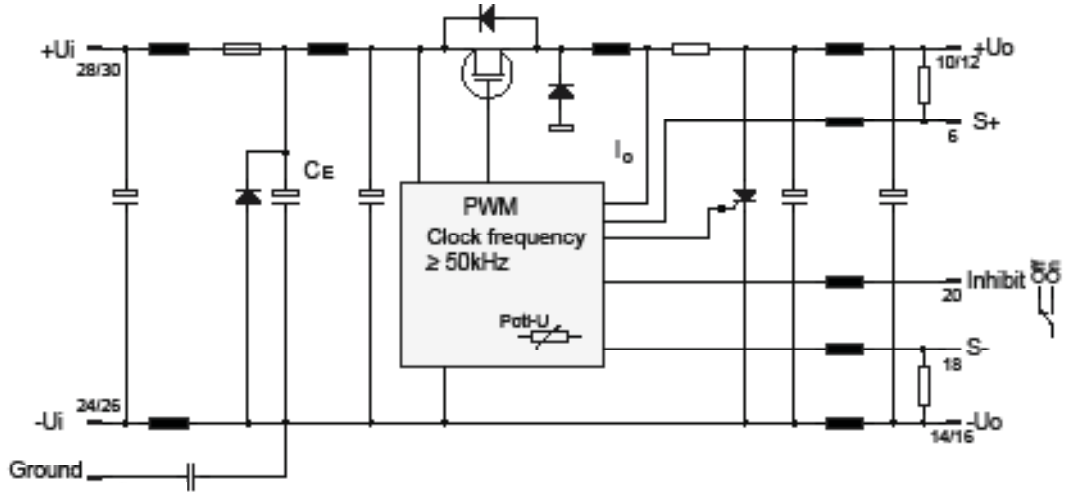 +Ui
28/30
+Uo
10/12
S+
6
Io
CE
PWM
Clock frequency
≥ 50kHz
Inhibit
20
Poti-U
S-
18
24/26
-Ui
-Uo
14/16
Ground